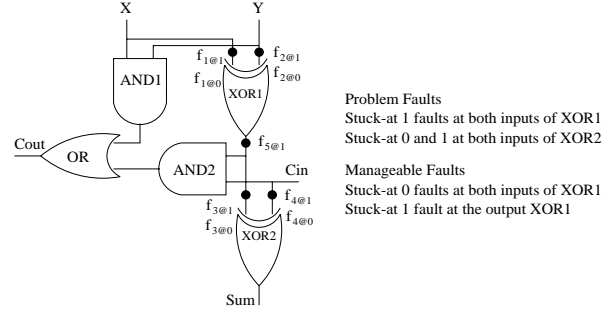 X Y
f1@1 f2@1
f1@0 f2@0
AND1
XOR1
f5@1
Cout
OR
AND2
Cin
f3@1 f4@1
f3@0 f4@0
XOR2
Sum
Problem Faults
Stuck-at 1 faults at both inputs of XOR1
Stuck-at 0 and 1 at both inputs of XOR2
Manageable Faults
Stuck-at 0 faults at both inputs of XOR1
Stuck-at 1 fault at the output XOR1